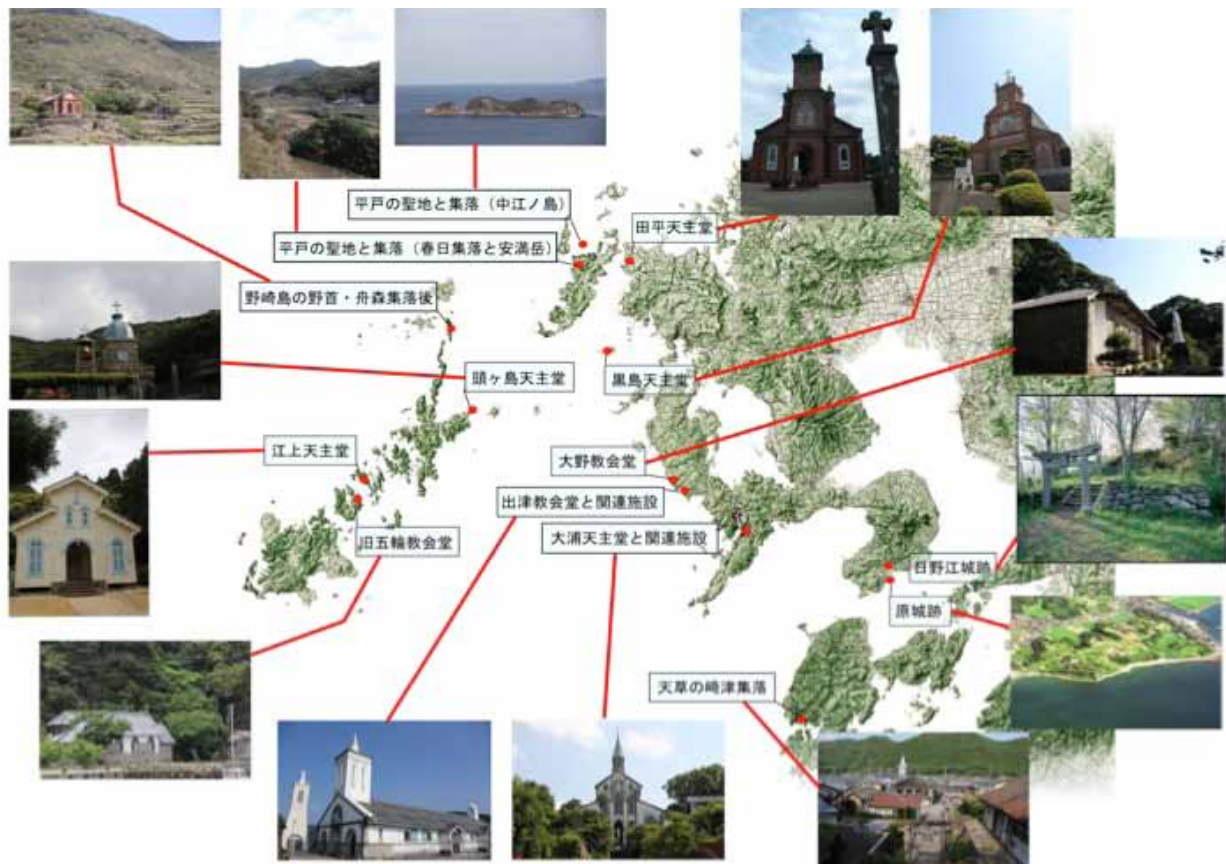 平戸の聖地と集落（中江ノ島）
田平天主堂
平戸の聖地と集落（春日集落と安満岳）
野崎島の野首・舟森集落後
頭ヶ島天主堂
黒島天主堂
江上天主堂
大野教会堂
出津教会堂と関連施設
旧五輪教会堂
大浦天主堂と関連施設
日野江城跡
原城跡
天草の﨑津集落